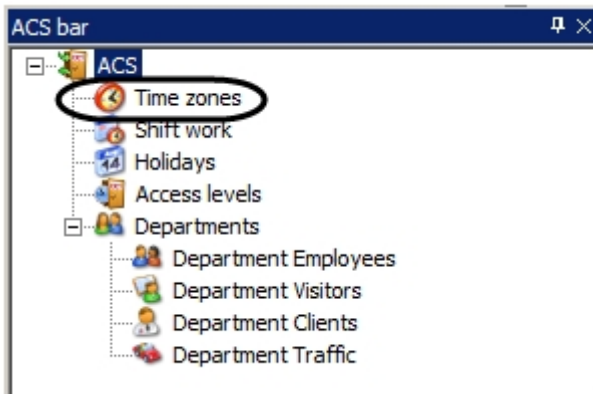 ACS bar
ACS
Time zones
Shift work
Holidays
Access levels
Departments
Department Employees
Department Visitors
Department Clients
Department Traffic